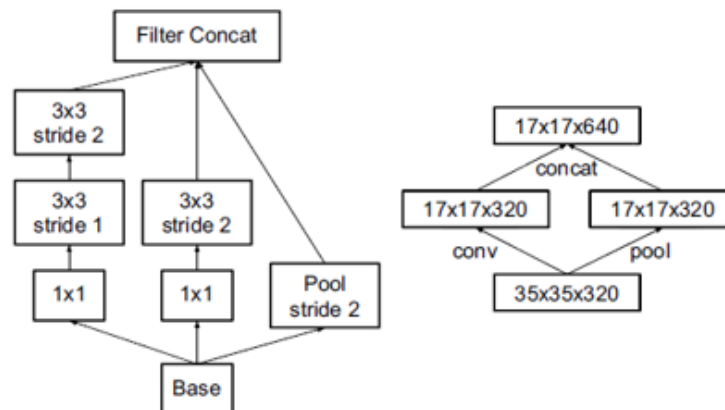 Filter Concat
3x3
stride 2
3x3
stride 1
3x3
stride 2
1x1
1x1
Pool
stride 2
Base
17x17x640
concat
17x17x320
17x17x320
conv
pool
35x35x320